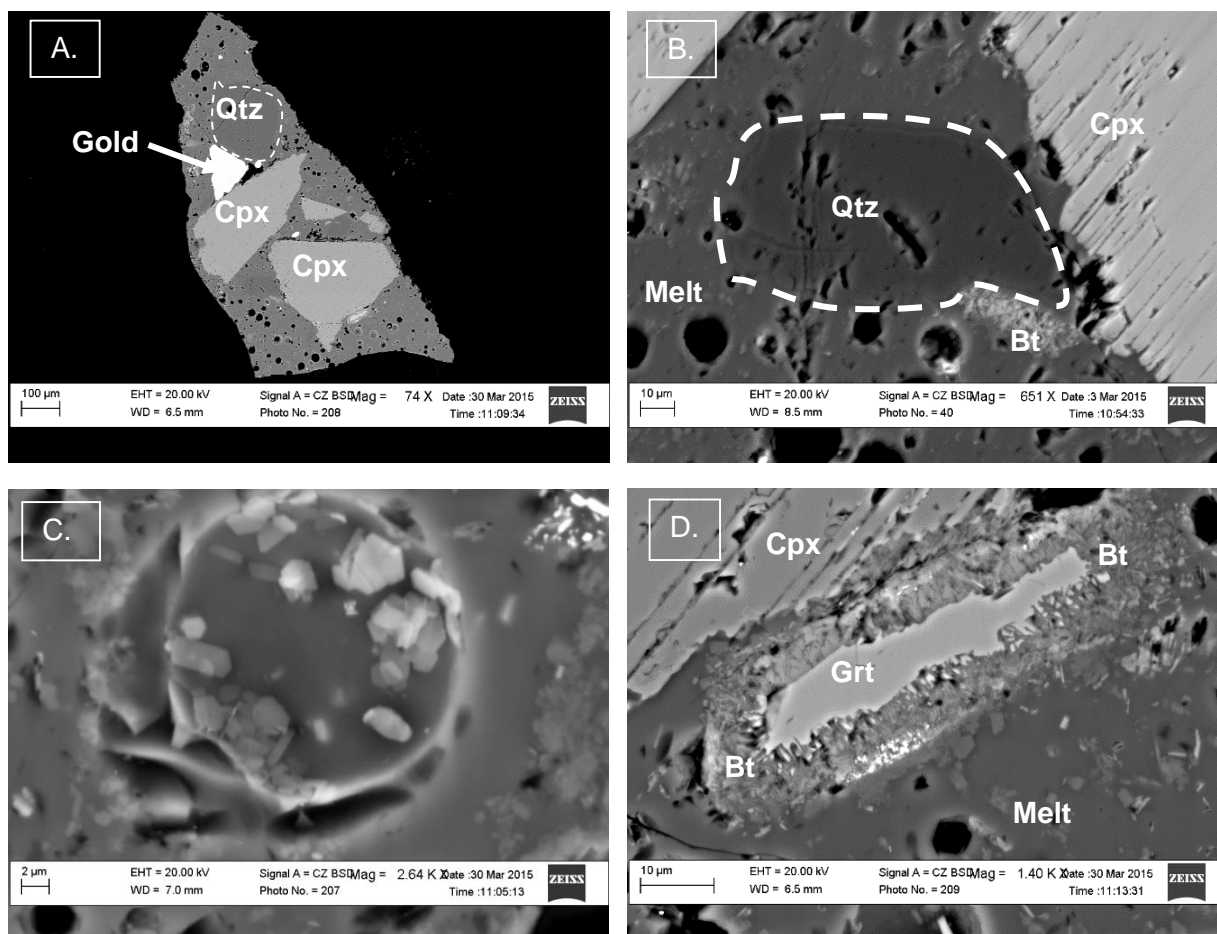 A.
Qtz
Gold
Cpx
Cpx
100 µm
EHT = 20.00 kV
WD = 6.5 mm
Signal A = CZ BSD
Photo No. = 208
Mag = 74 X
Date :30 Mar 2015
Time :11:09:34
ZEISS
B.
Cpx
Qtz
Melt
Bt
10 µm
EHT = 20.00 kV
WD = 8.5 mm
Signal A = CZ BSD
Photo No. = 40
Mag = 651 X
Date :3 Mar 2015
Time :10:54:33
ZEISS
C.
2 µm
EHT = 20.00 kV
WD = 7.0 mm
Signal A = CZ BSD
Photo No. = 207
Mag = 2.64 K X
Date :30 Mar 2015
Time :11:05:13
ZEISS
D.
Cpx
Bt
Grt
Bt
Melt
10 µm
EHT = 20.00 kV
WD = 6.5 mm
Signal A = CZ BSD
Photo No. = 209
Mag = 1.40 K X
Date :30 Mar 2015
Time :11:13:31
ZEISS